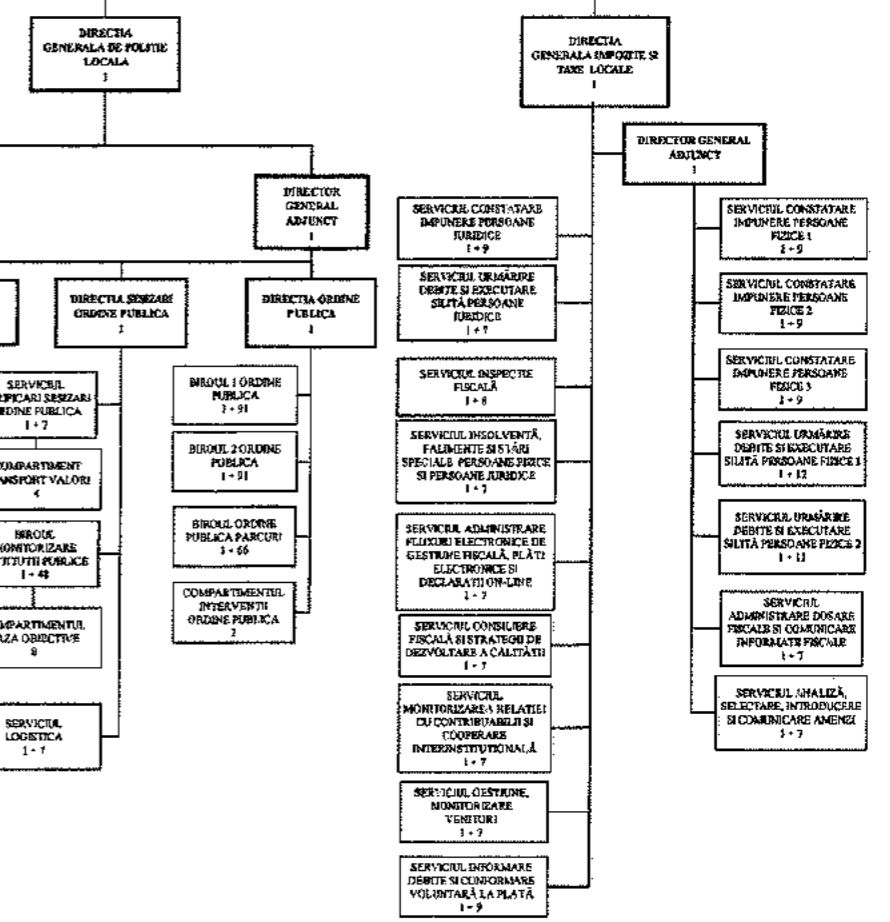 DIRECTIA
GENERALA DE POLITIE
LOCALA
1
DIRECTOR
GENERAL
ADJUNCT
1
DIRECTIA SESIZARI
ORDINE PUBLICA
DIRECTIA ORDINE
PUBLICA
1
SERVICIUL
SESIZARI
ORDINE PUBLICA
1 + 7
COMPARTIMENT
TRANSPORT VALORI
4
BIROUL
MONITORIZARE
INSTITUTII PUBLICE
1 + 48
COMPARTIMENTUL
PAZA OBIECTIVE
8
SERVICIUL
LOGISTICA
BIROUL 1 ORDINE
PUBLICA
1 + 91
BIROUL 2 ORDINE
PUBLICA
1 + 91
BIROUL ORDINE
PUBLICA PARCURI
1 + 66
COMPARTIMENTUL
INTERVENTII
ORDINE PUBLICA
2
DIRECTIA
GENERALA IMPOZITE SI
TAXE LOCALE
1
DIRECTOR GENERAL
ADJUNCT
1
SERVICIUL CONSTATARE
IMPUNERE PERSOANE
JURIDICE
1 + 9
SERVICIUL URMĂRIRE
DEBITE SI EXECUTARE
SILITĂ PERSOANE
JURIDICE
1 + 7
SERVICIUL INSPECTIE
FISCALĂ
1 + 8
SERVICIUL INSOLVENTĂ,
FALIMENTE SI STĂRI
SPECIALE PERSOANE FIZICE
SI PERSOANE JURIDICE
1 + 7
SERVICIUL ADMINISTRARE
FLUXURI ELECTRONICE DE
GESTIUNE FISCALĂ, PLĂTI
ELECTRONICE SI
DECLARATII ON-LINE
1 + 7
SERVICIUL CONSILIERE
FISCALĂ SI STRATEGII DE
DEZVOLTARE A CALITĂTII
1 + 7
SERVICIUL
MONITORIZAREA RELATIEI
CU CONTRIBUABILII SI
COOPERARE
INTERINSTITUTIONALĂ
1 + 7
SERVICIUL GESTIUNE,
MONITORIZARE
VENITURI
1 + 7
SERVICIUL INFORMARE
DEBITE SI CONFORMARE
VOLUNTARĂ LA PLATĂ
1 + 9
SERVICIUL CONSTATARE
IMPUNERE PERSOANE
FIZICE 1
1 + 9
SERVICIUL CONSTATARE
IMPUNERE PERSOANE
FIZICE 2
1 + 9
SERVICIUL CONSTATARE
IMPUNERE PERSOANE
FIZICE 3
1 + 9
SERVICIUL URMĂRIRE
DEBITE SI EXECUTARE
SILITĂ PERSOANE FIZICE 1
1 + 12
SERVICIUL URMĂRIRE
DEBITE SI EXECUTARE
SILITĂ PERSOANE FIZICE 2
1 + 11
SERVICIUL
ADMINISTRARE DOSARE
FISCALE SI COMUNICARE
INFORMATII FISCALE
1 + 7
SERVICIUL ANALIZĂ,
SELECTARE, INTRODUCERE
SI COMUNICARE AMENZI
1 + 7